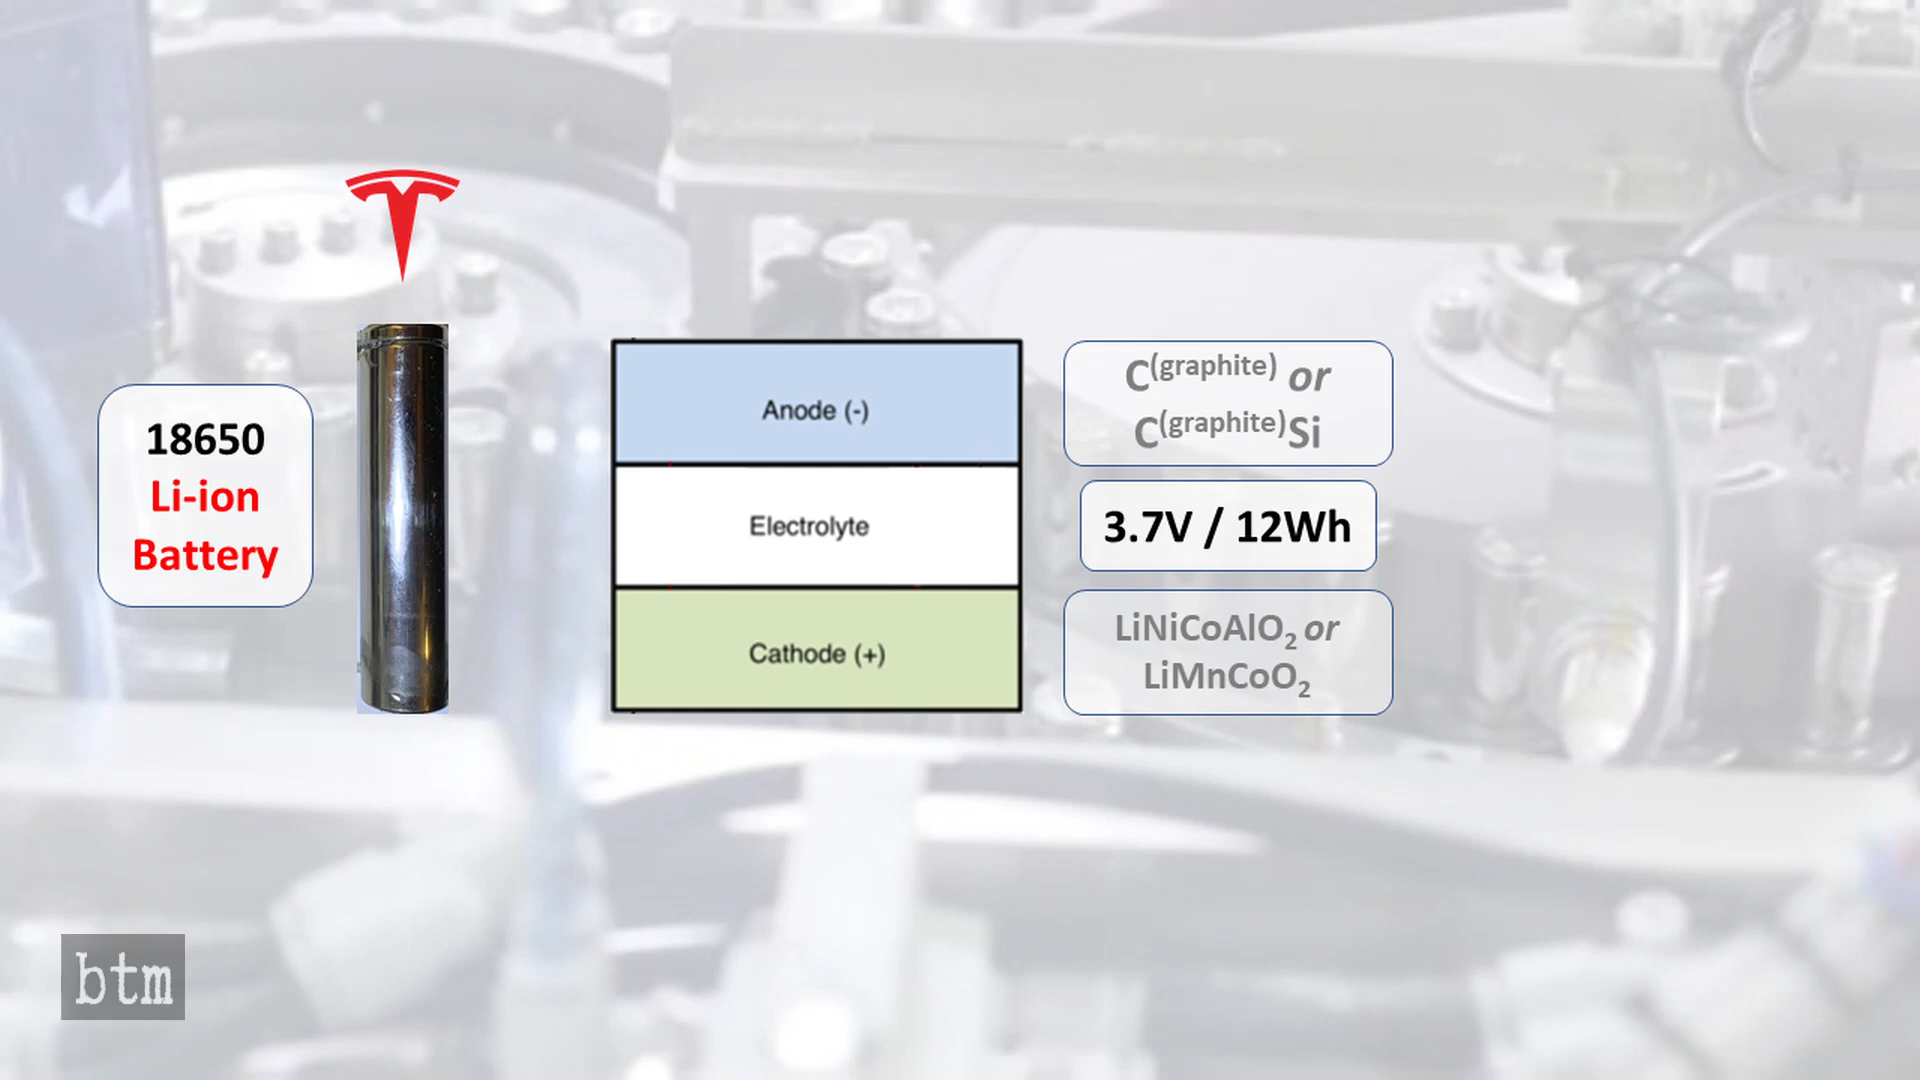 18650
Li-ion
Battery
Anode (-)
Electrolyte
Cathode (+)
C(graphite) or
C(graphite)Si
3.7V / 12Wh
LiNiCoAlO2 or
LiMnCoO2
btm